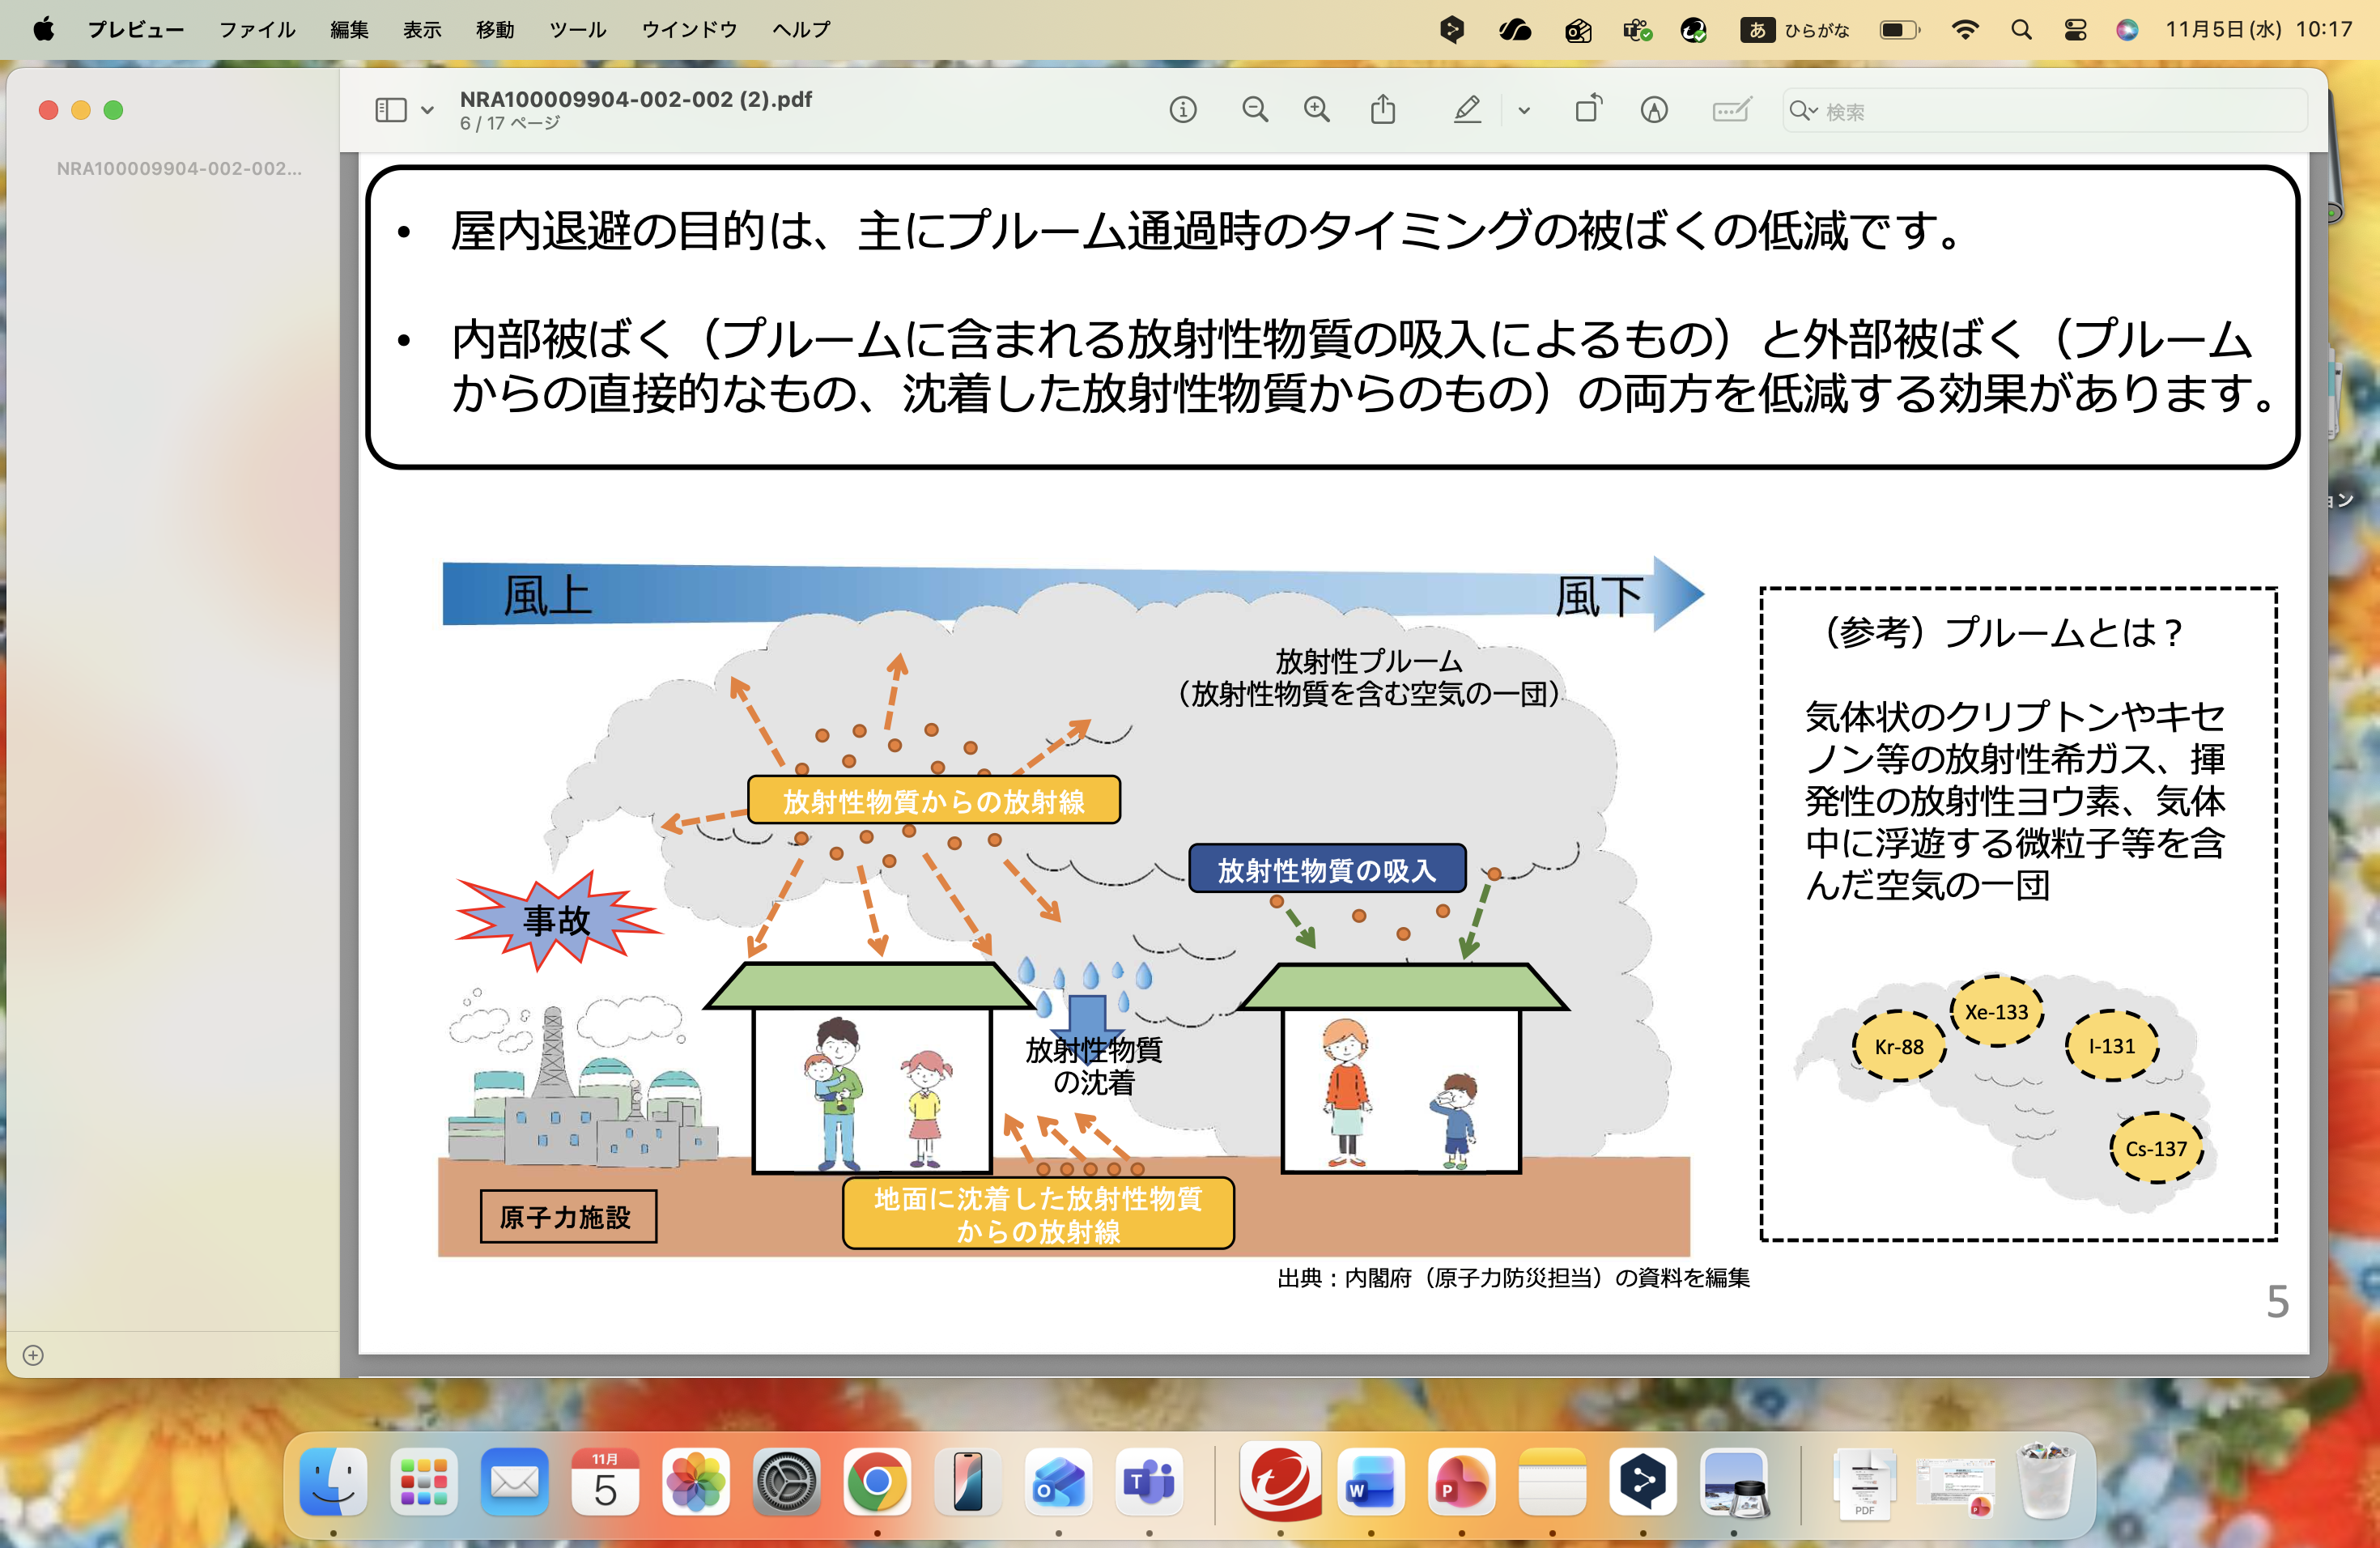 プレビュー ファイル 編集 表示 移動 ツール ウインドウ ヘルプ
あ ひらがな 11月5日(水) 10:17
NRA100009904-002-002 (2).pdf
6 / 17 ページ
検索
NRA100009904-002-002...
• 屋内退避の目的は、主にプルーム通過時のタイミングの被ばくの低減です。
• 内部被ばく（プルームに含まれる放射性物質の吸入によるもの）と外部被ばく（プルーム
からの直接的なもの、沈着した放射性物質からのもの）の両方を低減する効果があります。
風上
風下
放射性プルーム
（放射性物質を含む空気の一団）
放射性物質からの放射線
放射性物質の吸入
事故
放射性物質
の沈着
原子力施設
地面に沈着した放射性物質
からの放射線
出典：内閣府（原子力防災担当）の資料を編集
（参考）プルームとは？
気体状のクリプトンやキセ
ノン等の放射性希ガス、揮
発性の放射性ヨウ素、気体
中に浮遊する微粒子等を含
んだ空気の一団
Xe-133
Kr-88
I-131
Cs-137
5
ョン
11月
5
O
T
W
P
PDF